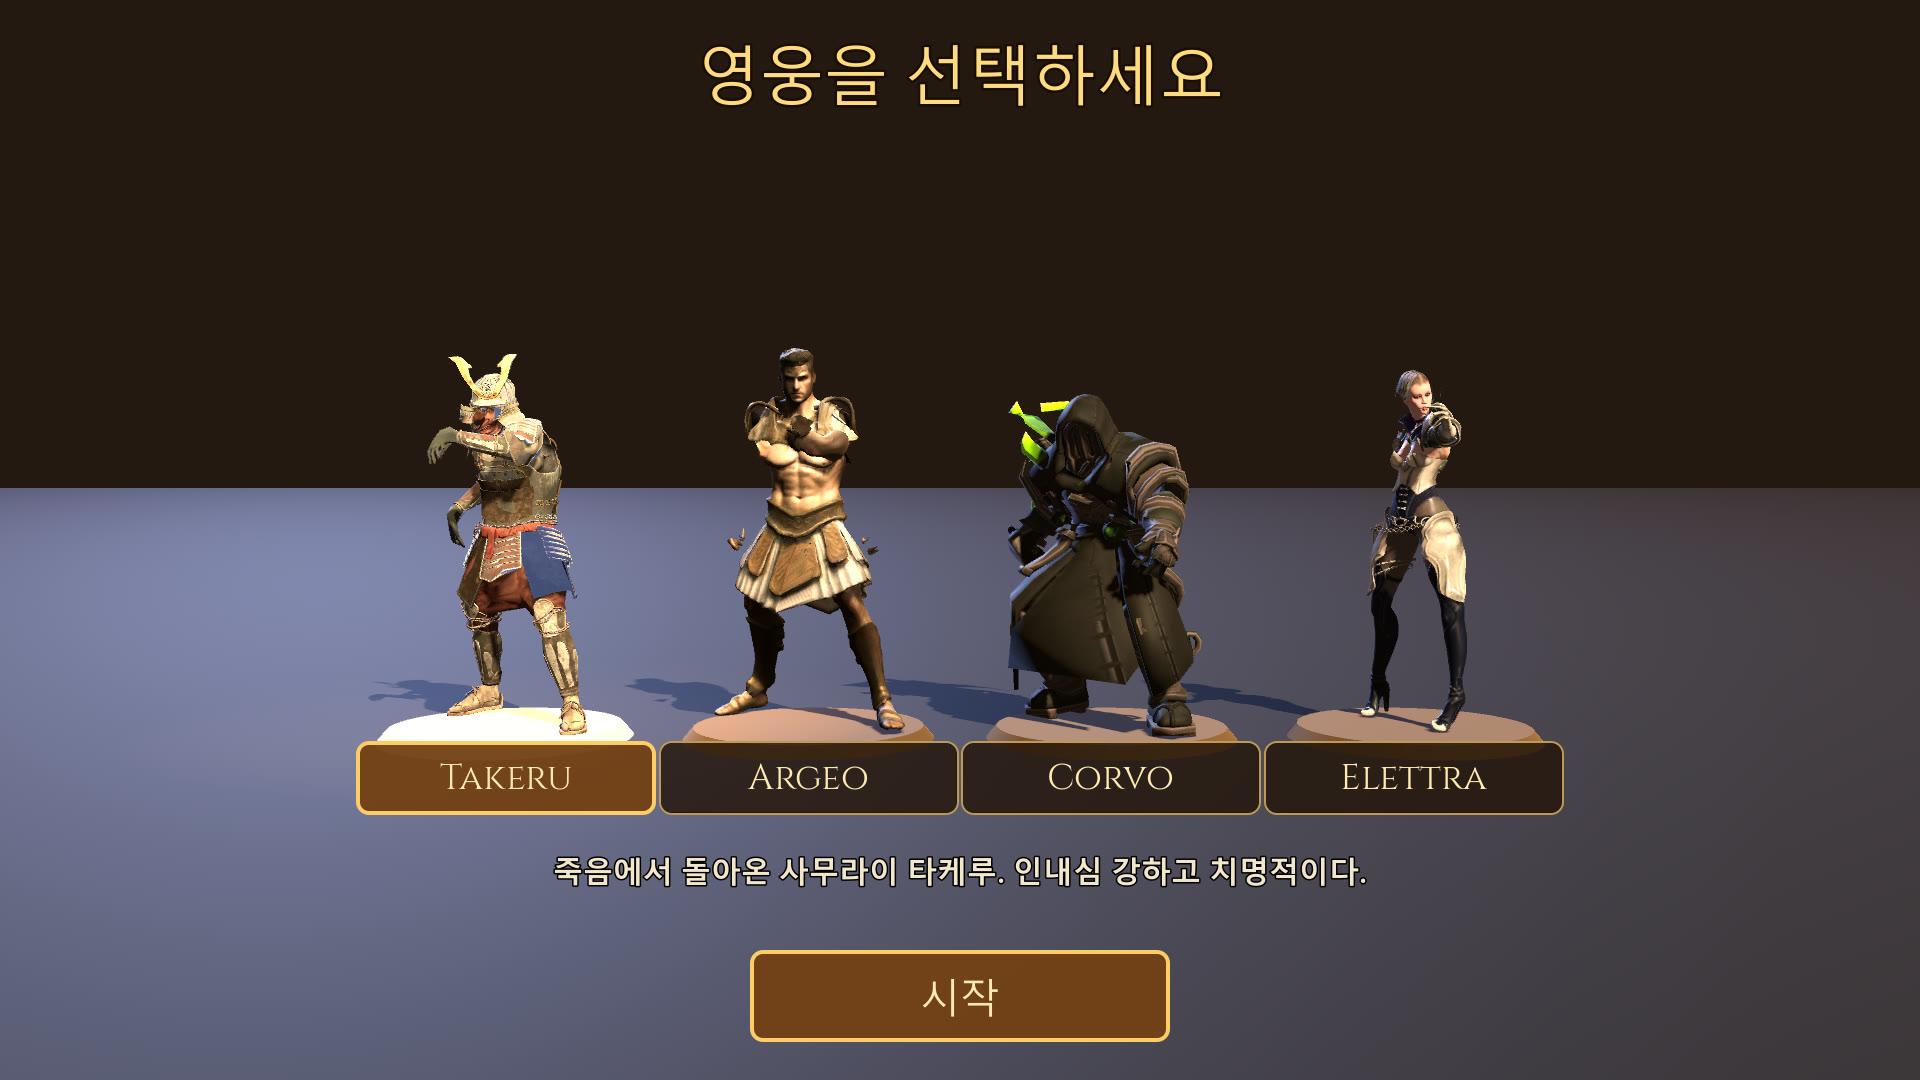 영웅을 선택하세요
Takeru
Argeo
Corvo
Elettra
죽음에서 돌아온 사무라이 타케루. 인내심 강하고 치명적이다.
시작